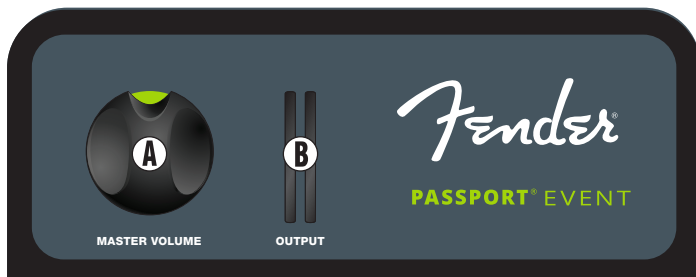 A
B
Fender®
PASSPORT® EVENT
MASTER VOLUME
OUTPUT